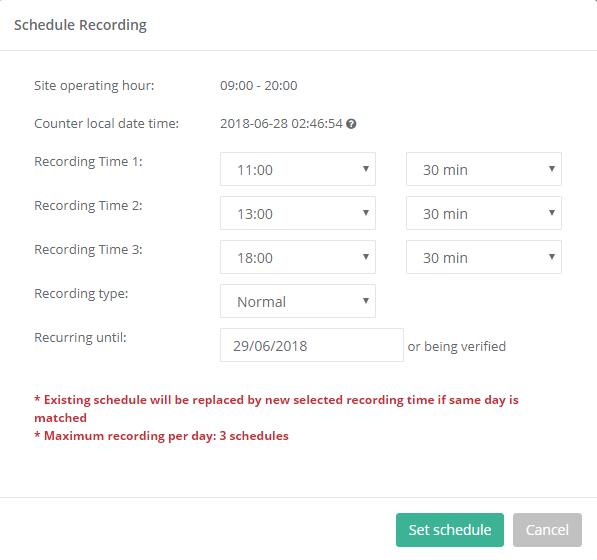 Schedule Recording
Site operating hour: 09:00 - 20:00
Counter local date time: 2018-06-28 02:46:54 ?
Recording Time 1: 11:00 30 min
Recording Time 2: 13:00 30 min
Recording Time 3: 18:00 30 min
Recording type: Normal
Recurring until: 29/06/2018 or being verified
* Existing schedule will be replaced by new selected recording time if same day is
matched
* Maximum recording per day: 3 schedules
Set schedule Cancel